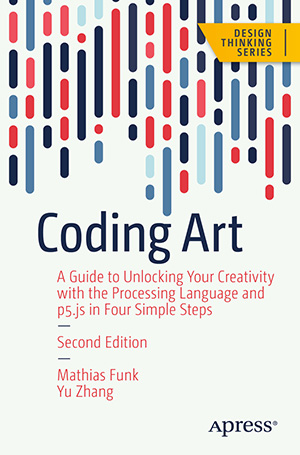 DESIGN
THINKING
SERIES
Coding Art
A Guide to Unlocking Your Creativity
with the Processing Language and
p5.js in Four Simple Steps
—
Second Edition
—
Mathias Funk
Yu Zhang
Apress®